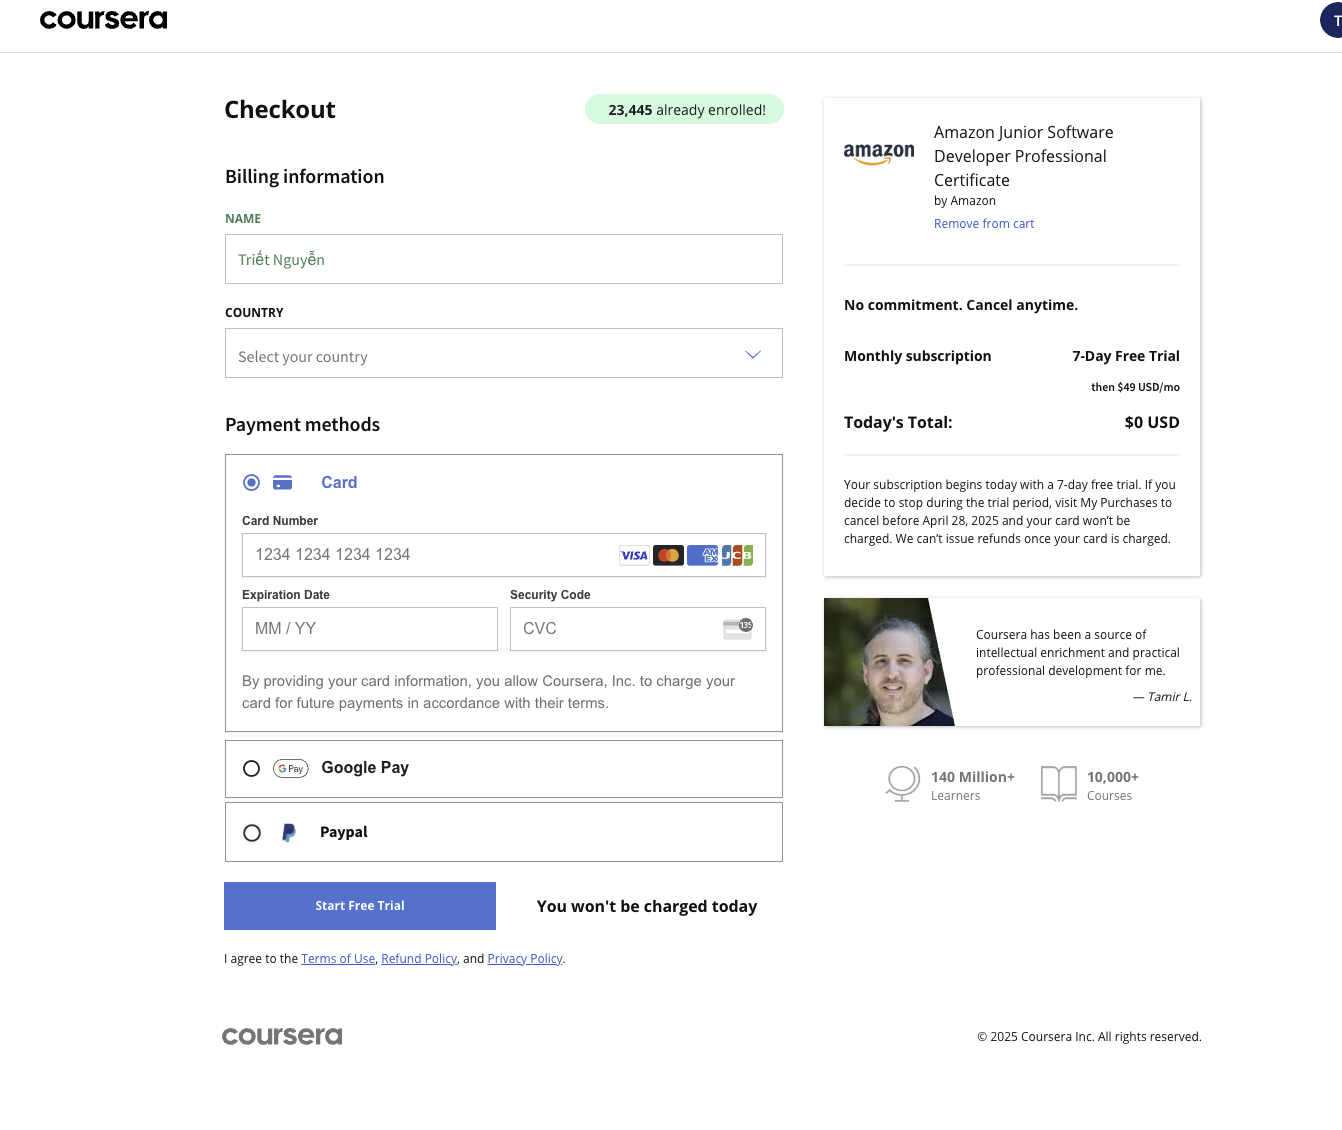 coursera
T
Checkout
23,445 already enrolled!
Billing information
NAME
Triết Nguyễn
COUNTRY
Select your country
Payment methods
Card
Card Number
1234 1234 1234 1234
VISA
AM
EX
JCB
Expiration Date
Security Code
MM / YY
CVC
135
By providing your card information, you allow Coursera, Inc. to charge your
card for future payments in accordance with their terms.
G Pay
Google Pay
Paypal
Start Free Trial
You won't be charged today
I agree to the Terms of Use, Refund Policy, and Privacy Policy.
amazon
Amazon Junior Software
Developer Professional
Certificate
by Amazon
Remove from cart
No commitment. Cancel anytime.
Monthly subscription
7-Day Free Trial
then $49 USD/mo
Today's Total:
$0 USD
Your subscription begins today with a 7-day free trial. If you
decide to stop during the trial period, visit My Purchases to
cancel before April 28, 2025 and your card won’t be
charged. We can’t issue refunds once your card is charged.
Coursera has been a source of
intellectual enrichment and practical
professional development for me.
— Tamir L.
140 Million+
Learners
10,000+
Courses
coursera
© 2025 Coursera Inc. All rights reserved.